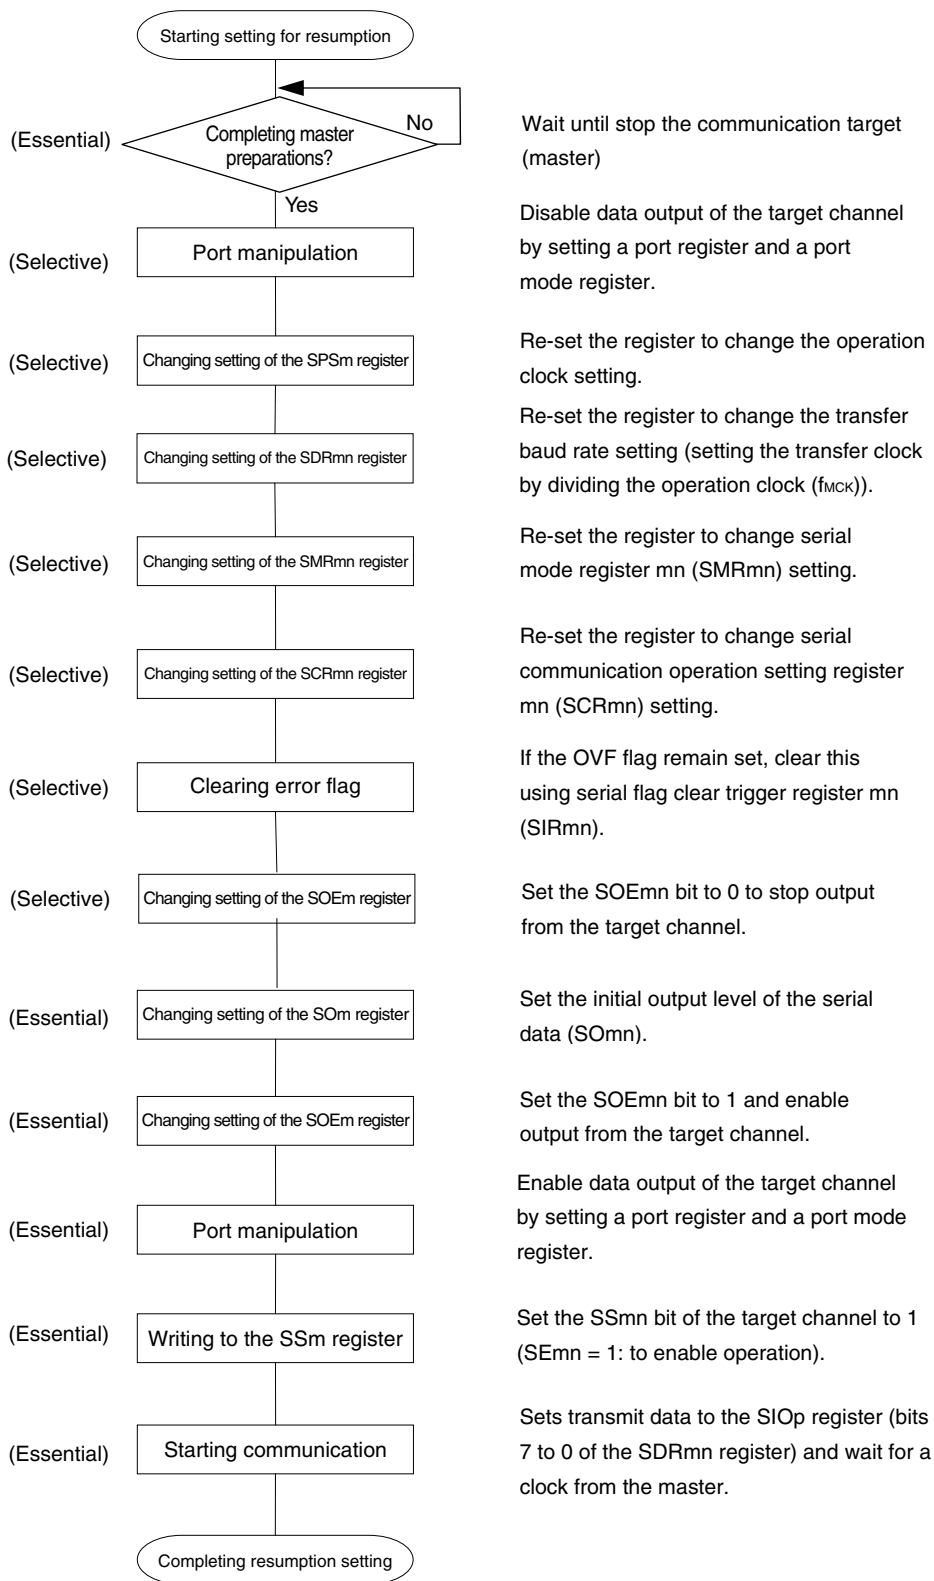 Starting setting for resumption
(Essential)
Completing master
preparations?
No
Yes
Wait until stop the communication target
(master)
(Selective)
Port manipulation
Disable data output of the target channel
by setting a port register and a port
mode register.
(Selective)
Changing setting of the SPSm register
Re-set the register to change the operation
clock setting.
(Selective)
Changing setting of the SDRmn register
Re-set the register to change the transfer
baud rate setting (setting the transfer clock
by dividing the operation clock (fMCK)).
(Selective)
Changing setting of the SMRmn register
Re-set the register to change serial
mode register mn (SMRmn) setting.
(Selective)
Changing setting of the SCRmn register
Re-set the register to change serial
communication operation setting register
mn (SCRmn) setting.
(Selective)
Clearing error flag
If the OVF flag remain set, clear this
using serial flag clear trigger register mn
(SIRmn).
(Selective)
Changing setting of the SOEm register
Set the SOEmn bit to 0 to stop output
from the target channel.
(Essential)
Changing setting of the SOm register
Set the initial output level of the serial
data (SOmn).
(Essential)
Changing setting of the SOEm register
Set the SOEmn bit to 1 and enable
output from the target channel.
(Essential)
Port manipulation
Enable data output of the target channel
by setting a port register and a port mode
register.
(Essential)
Writing to the SSm register
Set the SSmn bit of the target channel to 1
(SEmn = 1: to enable operation).
(Essential)
Starting communication
Sets transmit data to the SIOp register (bits
7 to 0 of the SDRmn register) and wait for a
clock from the master.
Completing resumption setting